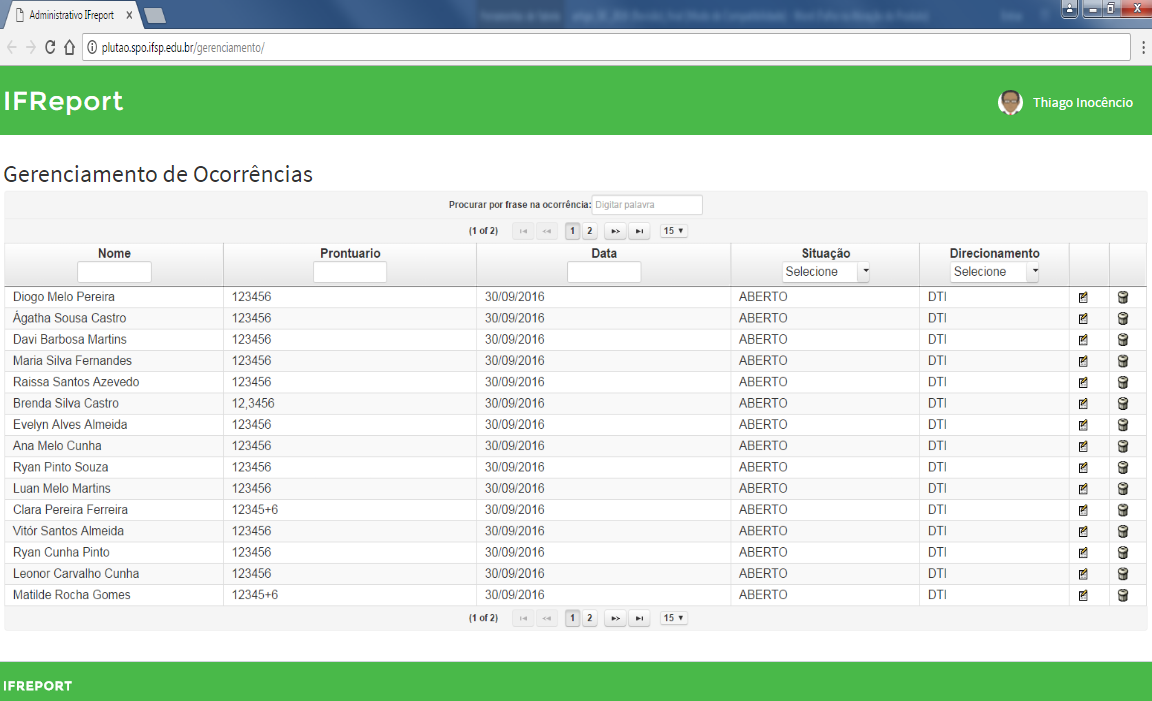 Administrativo IFreport
plutao.spo.ifsp.edu.br/gerenciamento/
IFReport
Thiago Inocêncio
Gerenciamento de Ocorrências
Procurar por frase na ocorrência: Digitar palavra
(1 of 2) 1 2 15
Nome Prontuario Data Situação Direcionamento
Selecione Selecione
Diogo Melo Pereira 123456 30/09/2016 ABERTO DTI
Àgatha Sousa Castro 123456 30/09/2016 ABERTO DTI
Davi Barbosa Martins 123456 30/09/2016 ABERTO DTI
Maria Silva Fernandes 123456 30/09/2016 ABERTO DTI
Raissa Santos Azevedo 123456 30/09/2016 ABERTO DTI
Brenda Silva Castro 12,3456 30/09/2016 ABERTO DTI
Evelyn Alves Almeida 123456 30/09/2016 ABERTO DTI
Ana Melo Cunha 123456 30/09/2016 ABERTO DTI
Ryan Pinto Souza 123456 30/09/2016 ABERTO DTI
Luan Melo Martins 123456 30/09/2016 ABERTO DTI
Clara Pereira Ferreira 12345+6 30/09/2016 ABERTO DTI
Vitór Santos Almeida 123456 30/09/2016 ABERTO DTI
Ryan Cunha Pinto 123456 30/09/2016 ABERTO DTI
Leonor Carvalho Cunha 123456 30/09/2016 ABERTO DTI
Matilde Rocha Gomes 12345+6 30/09/2016 ABERTO DTI
(1 of 2) 1 2 15
IFREPORT